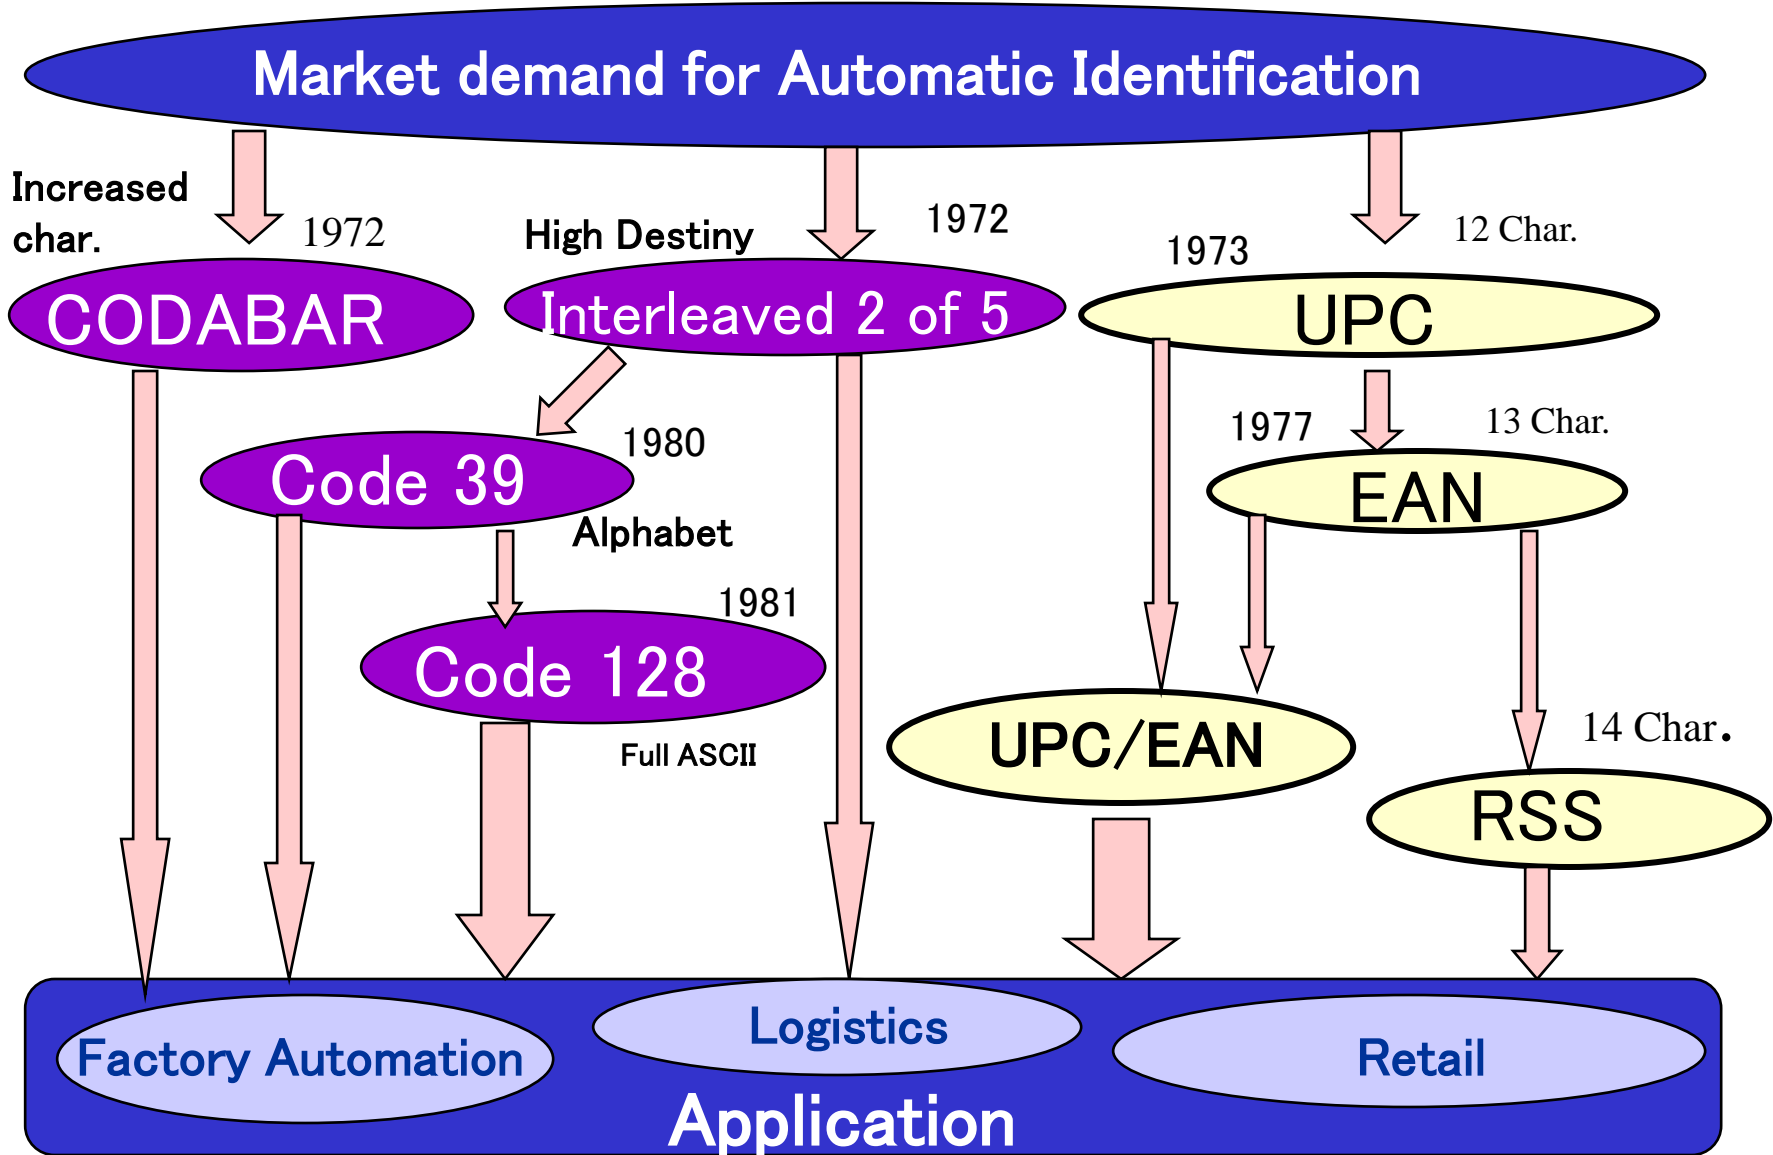 Market demand for Automatic Identification
Increased
char.
1972
High Destiny
1972
1973
12 Char.
CODABAR
Interleaved 2 of 5
UPC
1980
1977
13 Char.
Code 39
EAN
Alphabet
1981
Code 128
Full ASCII
UPC/EAN
14 Char.
RSS
Factory Automation
Logistics
Retail
Application